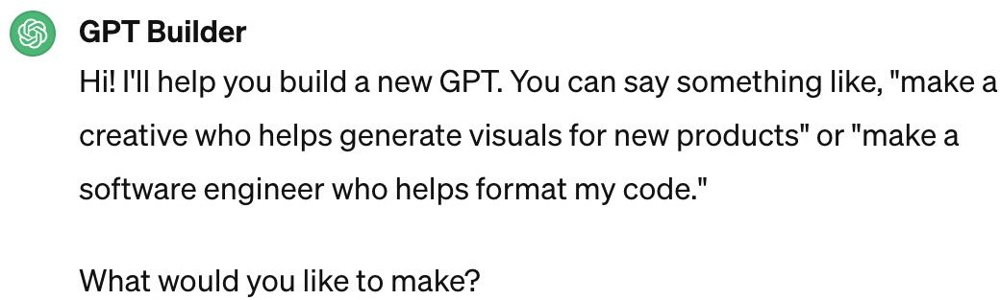 GPT Builder
Hi! I'll help you build a new GPT. You can say something like, "make a
creative who helps generate visuals for new products" or "make a
software engineer who helps format my code."
What would you like to make?